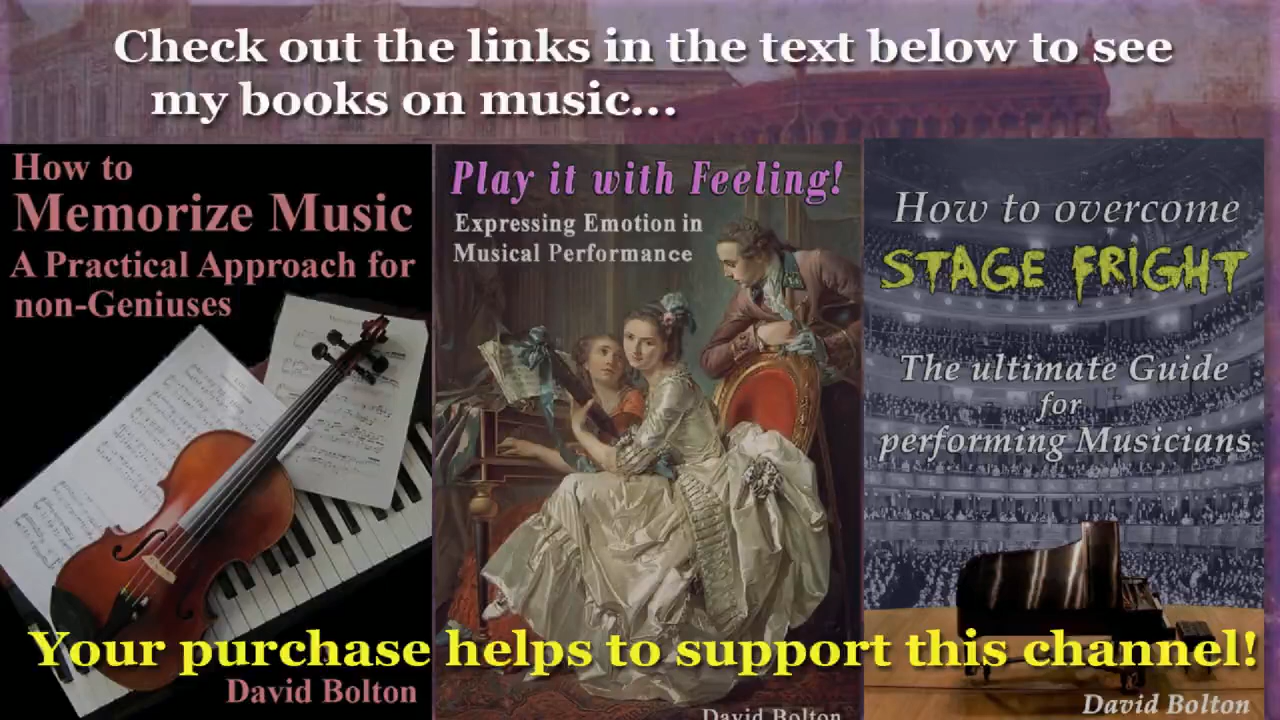 Check out the links in the text below to see
my books on music...
How to
Memorize Music
A Practical Approach for
non-Geniuses
David Bolton
Play it with Feeling!
Expressing Emotion in
Musical Performance
David Bolton
How to overcome
STAGE FRIGHT
The ultimate Guide
for
performing Musicians
David Bolton
Your purchase helps to support this channel!